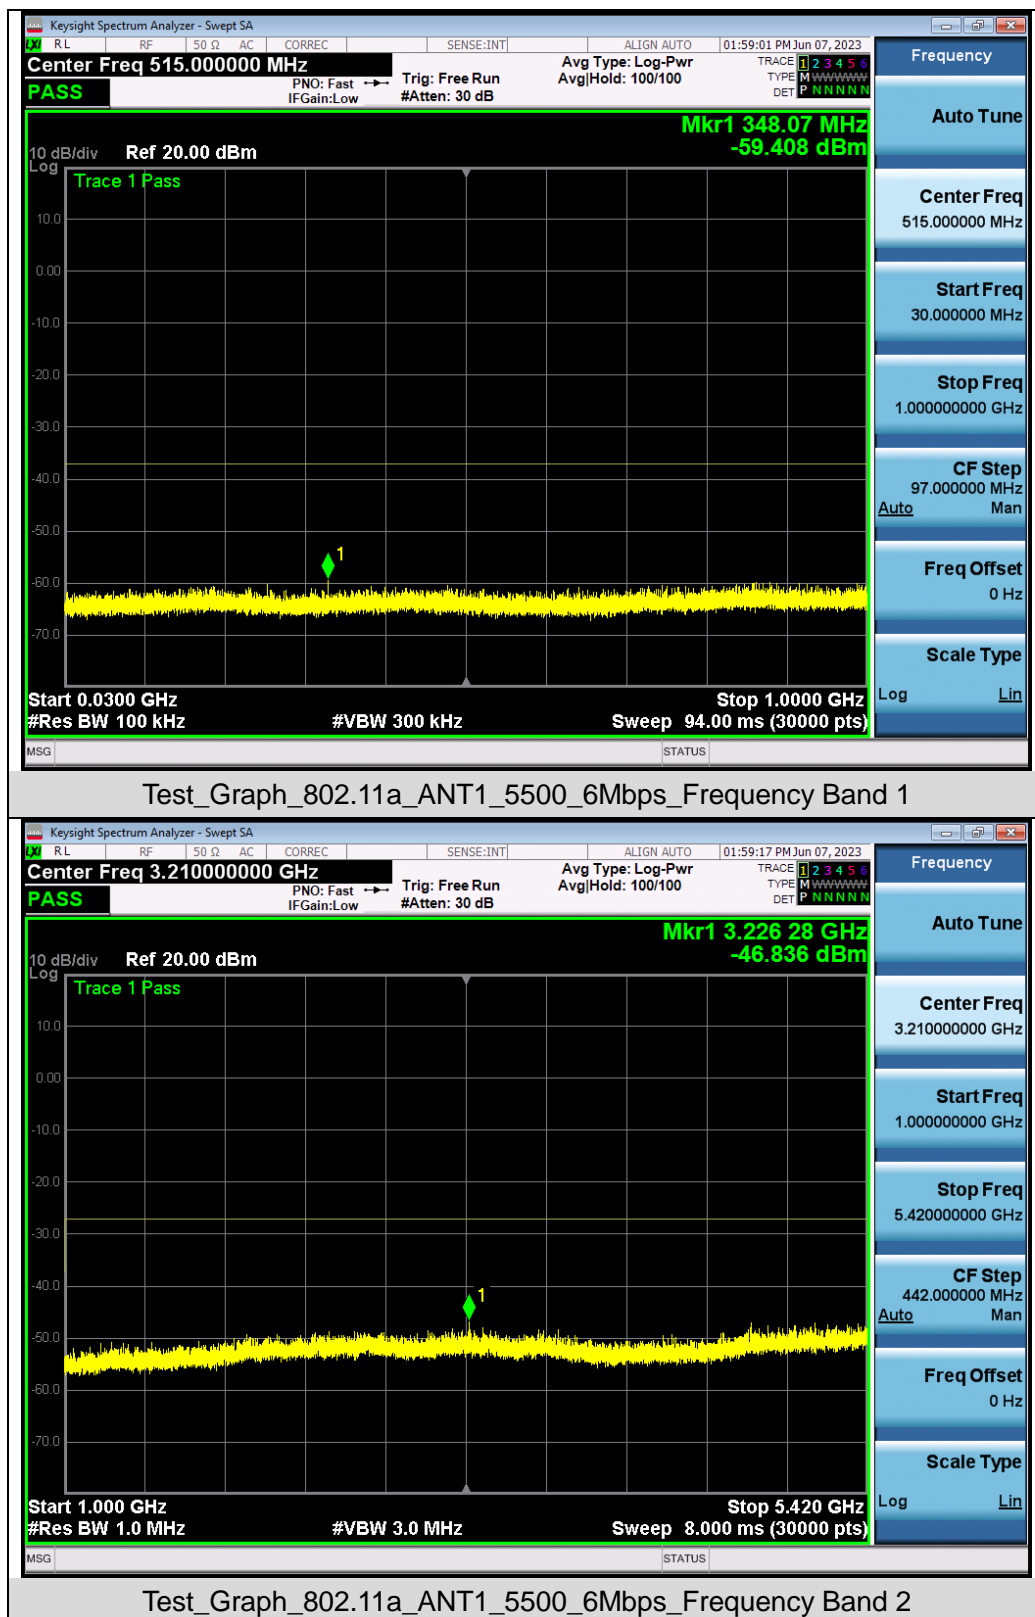 Keysight Spectrum Analyzer - Swept SA
LXI RL RF 50 Ω AC CORREC SENSE:INT ALIGN AUTO 01:59:01 PM Jun 07, 2023
Center Freq 515.000000 MHz
PASS
PNO: Fast
IFGain:Low
Trig: Free Run
#Atten: 30 dB
Avg Type: Log-Pwr
Avg|Hold: 100/100
TRACE 1 2 3 4 5 6
TYPE M WWWWW
DET P N N N N N
Mkr1 348.07 MHz
-59.408 dBm
10 dB/div Ref 20.00 dBm
Log
Trace 1 Pass
10.0
0.00
-10.0
-20.0
-30.0
-40.0
-50.0
1
-60.0
-70.0
Start 0.0300 GHz Stop 1.0000 GHz
#Res BW 100 kHz #VBW 300 kHz Sweep 94.00 ms (30000 pts)
MSG STATUS
Frequency
Auto Tune
Center Freq
515.000000 MHz
Start Freq
30.000000 MHz
Stop Freq
1.000000000 GHz
CF Step
97.000000 MHz
Auto Man
Freq Offset
0 Hz
Scale Type
Log Lin
Test_Graph_802.11a_ANT1_5500_6Mbps_Frequency Band 1
Keysight Spectrum Analyzer - Swept SA
LXI RL RF 50 Ω AC CORREC SENSE:INT ALIGN AUTO 01:59:17 PM Jun 07, 2023
Center Freq 3.210000000 GHz
PASS
PNO: Fast
IFGain:Low
Trig: Free Run
#Atten: 30 dB
Avg Type: Log-Pwr
Avg|Hold: 100/100
TRACE 1 2 3 4 5 6
TYPE M WWWWW
DET P N N N N N
Mkr1 3.226 28 GHz
-46.836 dBm
10 dB/div Ref 20.00 dBm
Log
Trace 1 Pass
10.0
0.00
-10.0
-20.0
-30.0
-40.0
1
-50.0
-60.0
-70.0
Start 1.000 GHz Stop 5.420 GHz
#Res BW 1.0 MHz #VBW 3.0 MHz Sweep 8.000 ms (30000 pts)
MSG STATUS
Frequency
Auto Tune
Center Freq
3.210000000 GHz
Start Freq
1.000000000 GHz
Stop Freq
5.420000000 GHz
CF Step
442.000000 MHz
Auto Man
Freq Offset
0 Hz
Scale Type
Log Lin
Test_Graph_802.11a_ANT1_5500_6Mbps_Frequency Band 2